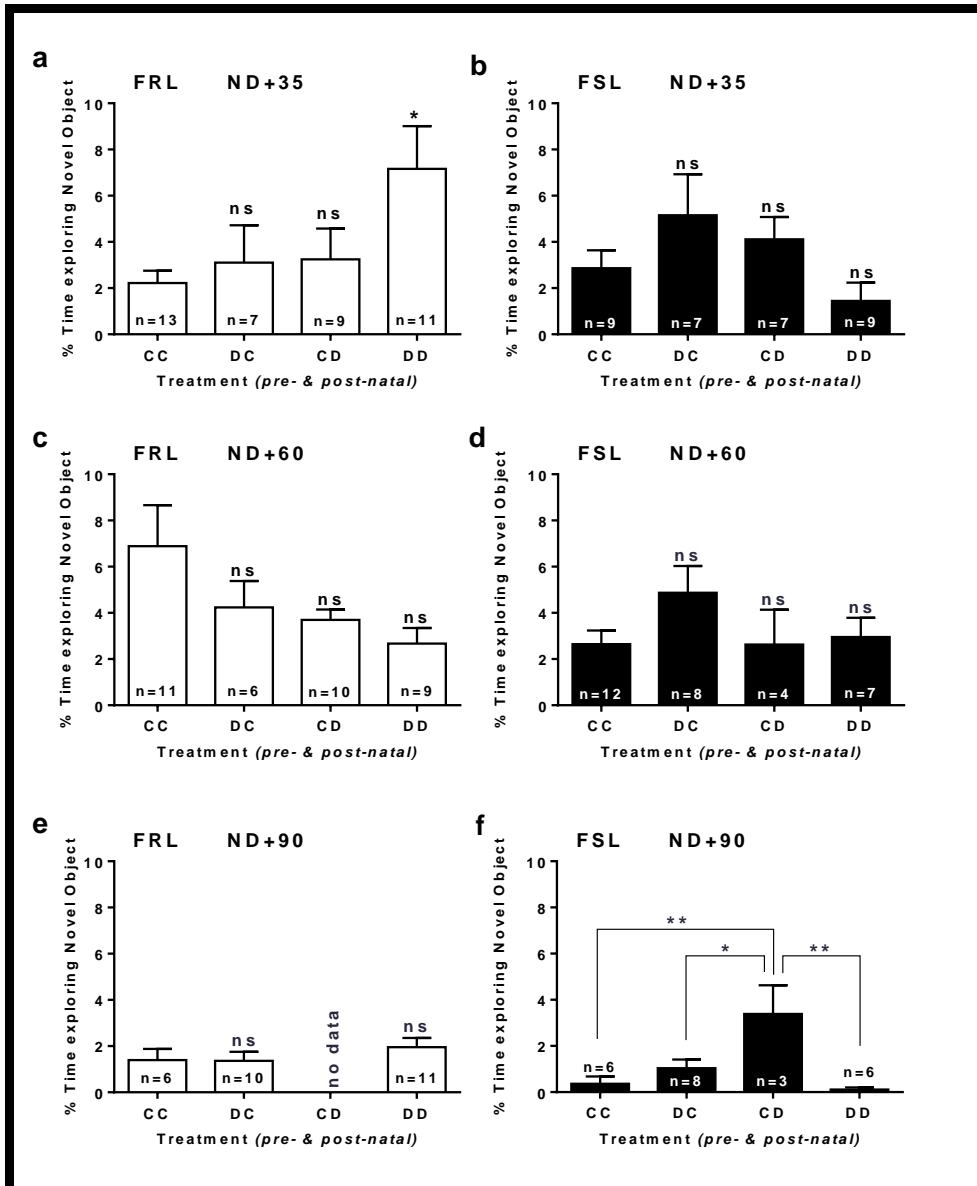 a
FRL ND+35
% Time exploring Novel Object
10
8
6
4
2
0
ns
ns
*
n=13
n=7
n=9
n=11
CC
DC
CD
DD
Treatment (pre- & post-natal)
b
FSL ND+35
% Time exploring Novel Object
10
8
6
4
2
0
ns
ns
ns
n=9
n=7
n=7
n=9
CC
DC
CD
DD
Treatment (pre- & post-natal)
c
FRL ND+60
% Time exploring Novel Object
10
8
6
4
2
0
ns
ns
ns
n=11
n=6
n=10
n=9
CC
DC
CD
DD
Treatment (pre- & post-natal)
d
FSL ND+60
% Time exploring Novel Object
10
8
6
4
2
0
ns
ns
ns
n=12
n=8
n=4
n=7
CC
DC
CD
DD
Treatment (pre- & post-natal)
e
FRL ND+90
% Time exploring Novel Object
10
8
6
4
2
0
ns
no data
ns
n=6
n=10
n=11
CC
DC
CD
DD
Treatment (pre- & post-natal)
f
FSL ND+90
% Time exploring Novel Object
10
8
6
4
2
0
**
*
**
n=6
n=8
n=3
n=6
CC
DC
CD
DD
Treatment (pre- & post-natal)